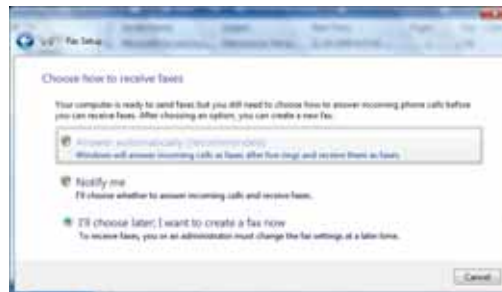 Fax Setup
Choose how to receive faxes
Your computer is ready to send faxes but you still need to choose how to answer incoming phone calls before
you can receive faxes. After choosing an option, you can create a new fax.
Answer automatically (recommended)
Windows will answer incoming calls as faxes after five rings and receive them as faxes.
Notify me
I'll choose whether to answer incoming calls and receive faxes.
I'll choose later; I want to create a fax now
To receive faxes, you or an administrator must change the fax settings at a later time.
Cancel